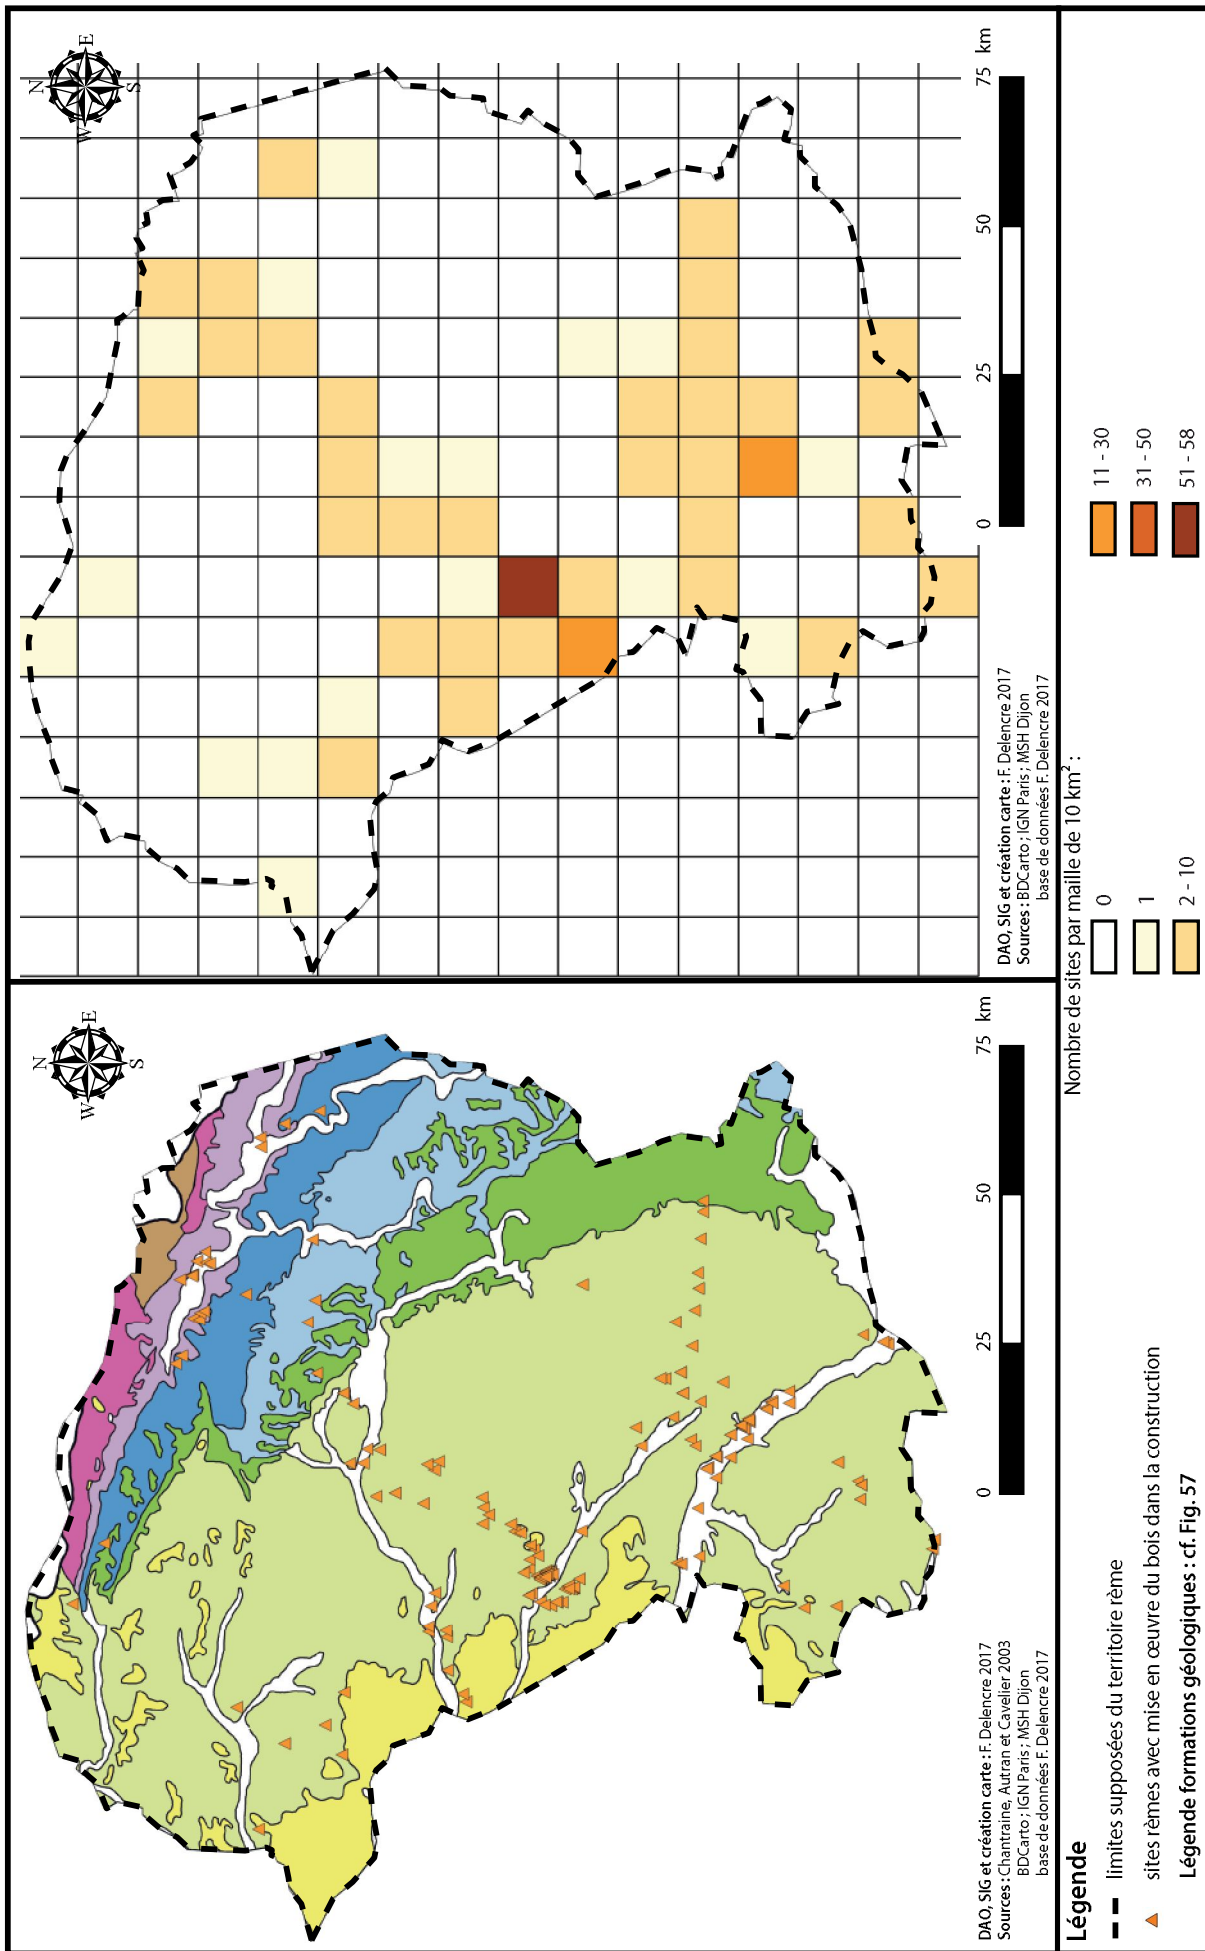 N
W E
S
0 25 50 75 km
DAO, SIG et création carte : F. Delencre 2017
Sources : Chantraine, Autran et Cavelier 2003
BDCarto ; IGN Paris ; MSH Dijon
base de données F. Delencre 2017
N
W E
S
0 25 50 75 km
DAO, SIG et création carte : F. Delencre 2017
Sources : BDCarto ; IGN Paris ; MSH Dijon
base de données F. Delencre 2017
Légende
limites supposées du territoire rème
sites rèmes avec mise en œuvre du bois dans la construction
Légende formations géologiques : cf. Fig. 57
Nombre de sites par maille de 10 km² :
0
1
2 - 10
11 - 30
31 - 50
51 - 58